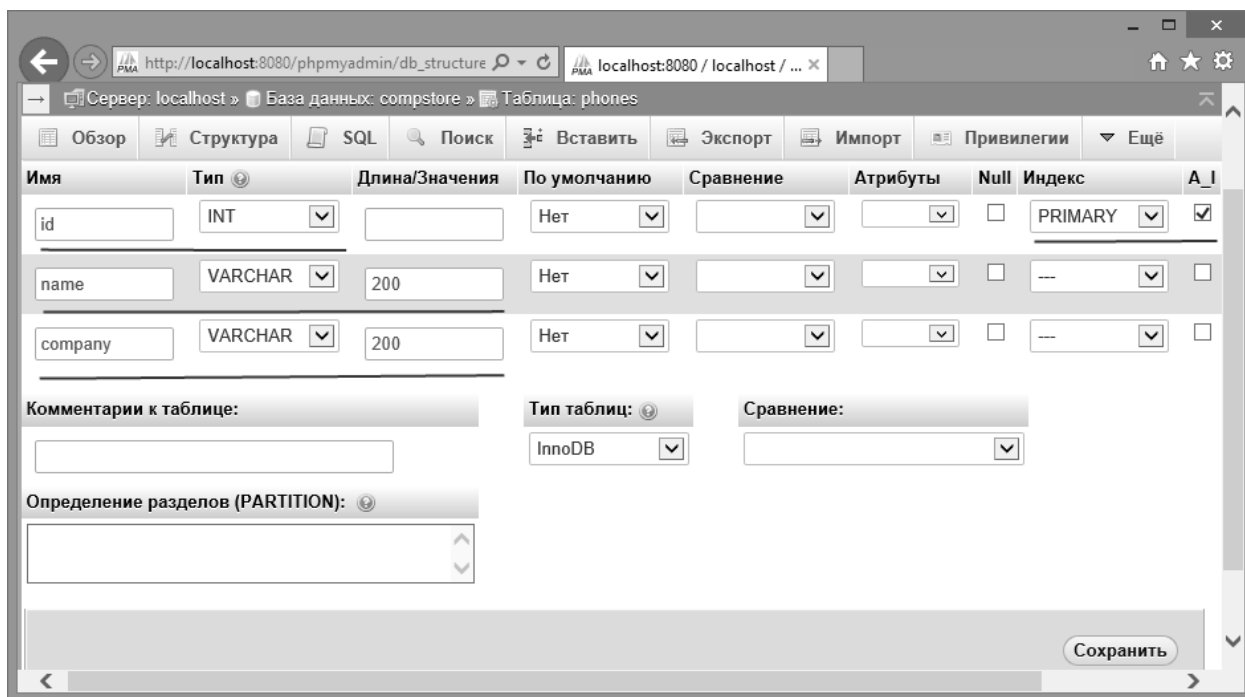 http://localhost:8080/phpmyadmin/db_structure
localhost:8080 / localhost / ...
Сервер: localhost » База данных: compstore » Таблица: phones
Обзор Структура SQL Поиск Вставить Экспорт Импорт Привилегии Ещё
Имя Тип Длина/Значения По умолчанию Сравнение Атрибуты Null Индекс A_I
id INT Нет PRIMARY
name VARCHAR 200 Нет ---
company VARCHAR 200 Нет ---
Комментарии к таблице: Тип таблиц: Сравнение:
InnoDB
Определение разделов (PARTITION):
Сохранить